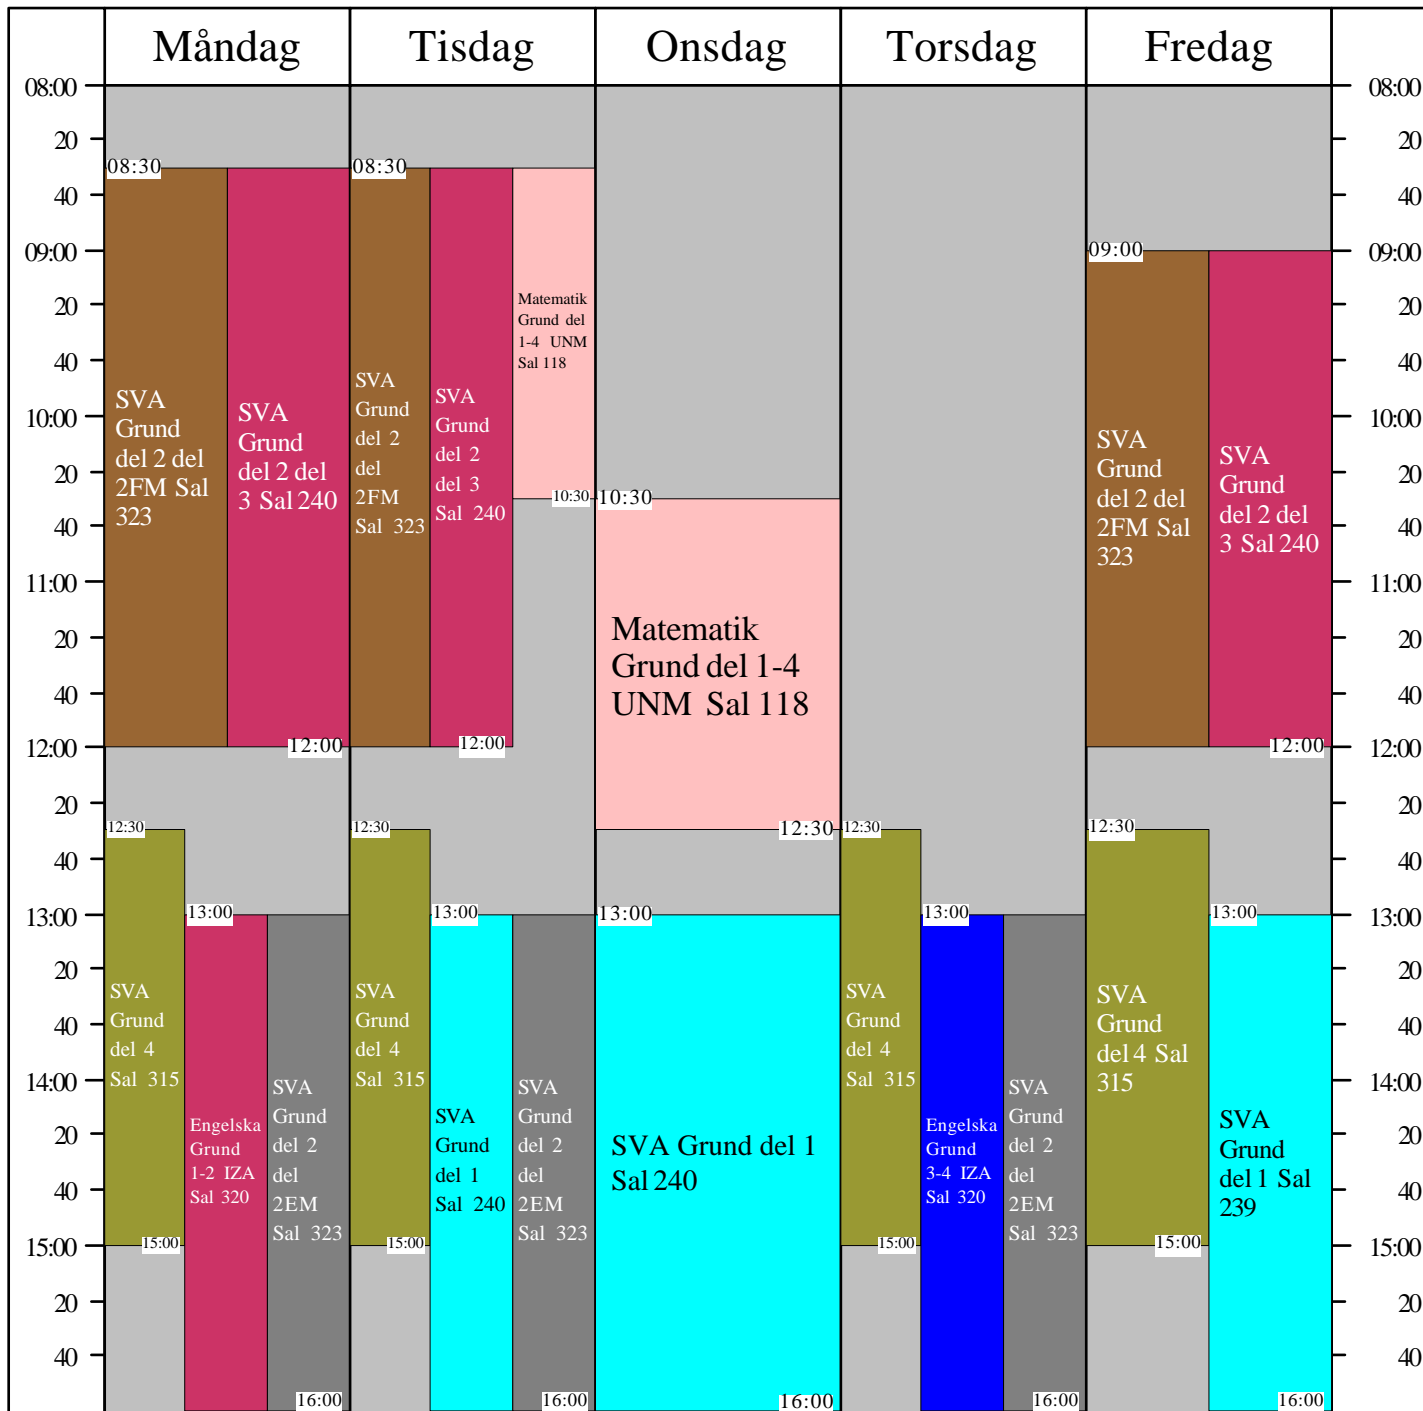 Måndag
Tisdag
Onsdag
Torsdag
Fredag
08:00
20
40
09:00
20
40
10:00
20
40
11:00
20
40
12:00
20
40
13:00
20
40
14:00
20
40
15:00
20
40
08:30
SVA
Grund
del 2 del
2FM Sal
323
SVA
Grund
del 2 del
3 Sal 240
12:00
12:30
SVA
Grund
del 4
Sal 315
15:00
13:00
Engelska
Grund
1-2 IZA
Sal 320
SVA
Grund
del 2
del
2EM
Sal 323
16:00
08:30
SVA
Grund
del 2
del
2FM
Sal 323
SVA
Grund
del 2
del 3
Sal 240
12:00
Matematik
Grund del
1-4 UNM
Sal 118
10:30
12:30
SVA
Grund
del 4
Sal 315
15:00
13:00
SVA
Grund
del 1
Sal 240
SVA
Grund
del 2
del
2EM
Sal 323
16:00
10:30
Matematik
Grund del 1-4
UNM Sal 118
12:30
13:00
SVA Grund del 1
Sal 240
16:00
12:30
SVA
Grund
del 4
Sal 315
15:00
13:00
Engelska
Grund
3-4 IZA
Sal 320
SVA
Grund
del 2
del
2EM
Sal 323
16:00
09:00
SVA
Grund
del 2 del
2FM Sal
323
SVA
Grund
del 2 del
3 Sal 240
12:00
12:30
SVA
Grund
del 4 Sal
315
15:00
13:00
SVA
Grund
del 1 Sal
239
16:00
08:00
20
40
09:00
20
40
10:00
20
40
11:00
20
40
12:00
20
40
13:00
20
40
14:00
20
40
15:00
20
40